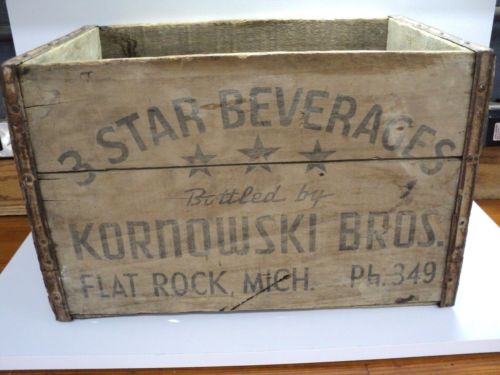 3 STAR BEVERAGES
Bottled by
KORNOWSKI BROS.
FLAT ROCK, MICH. Ph. 349